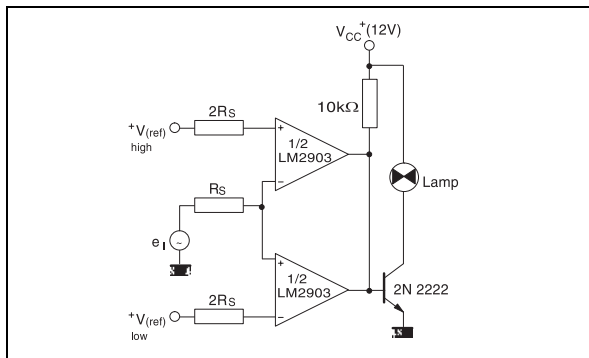 VCC+ (12V)
2RS
+V(ref)
high
+
1/2
LM2903
−
10kΩ
Lamp
RS
eI
~
+
1/2
LM2903
−
2N 2222
2RS
+V(ref)
low